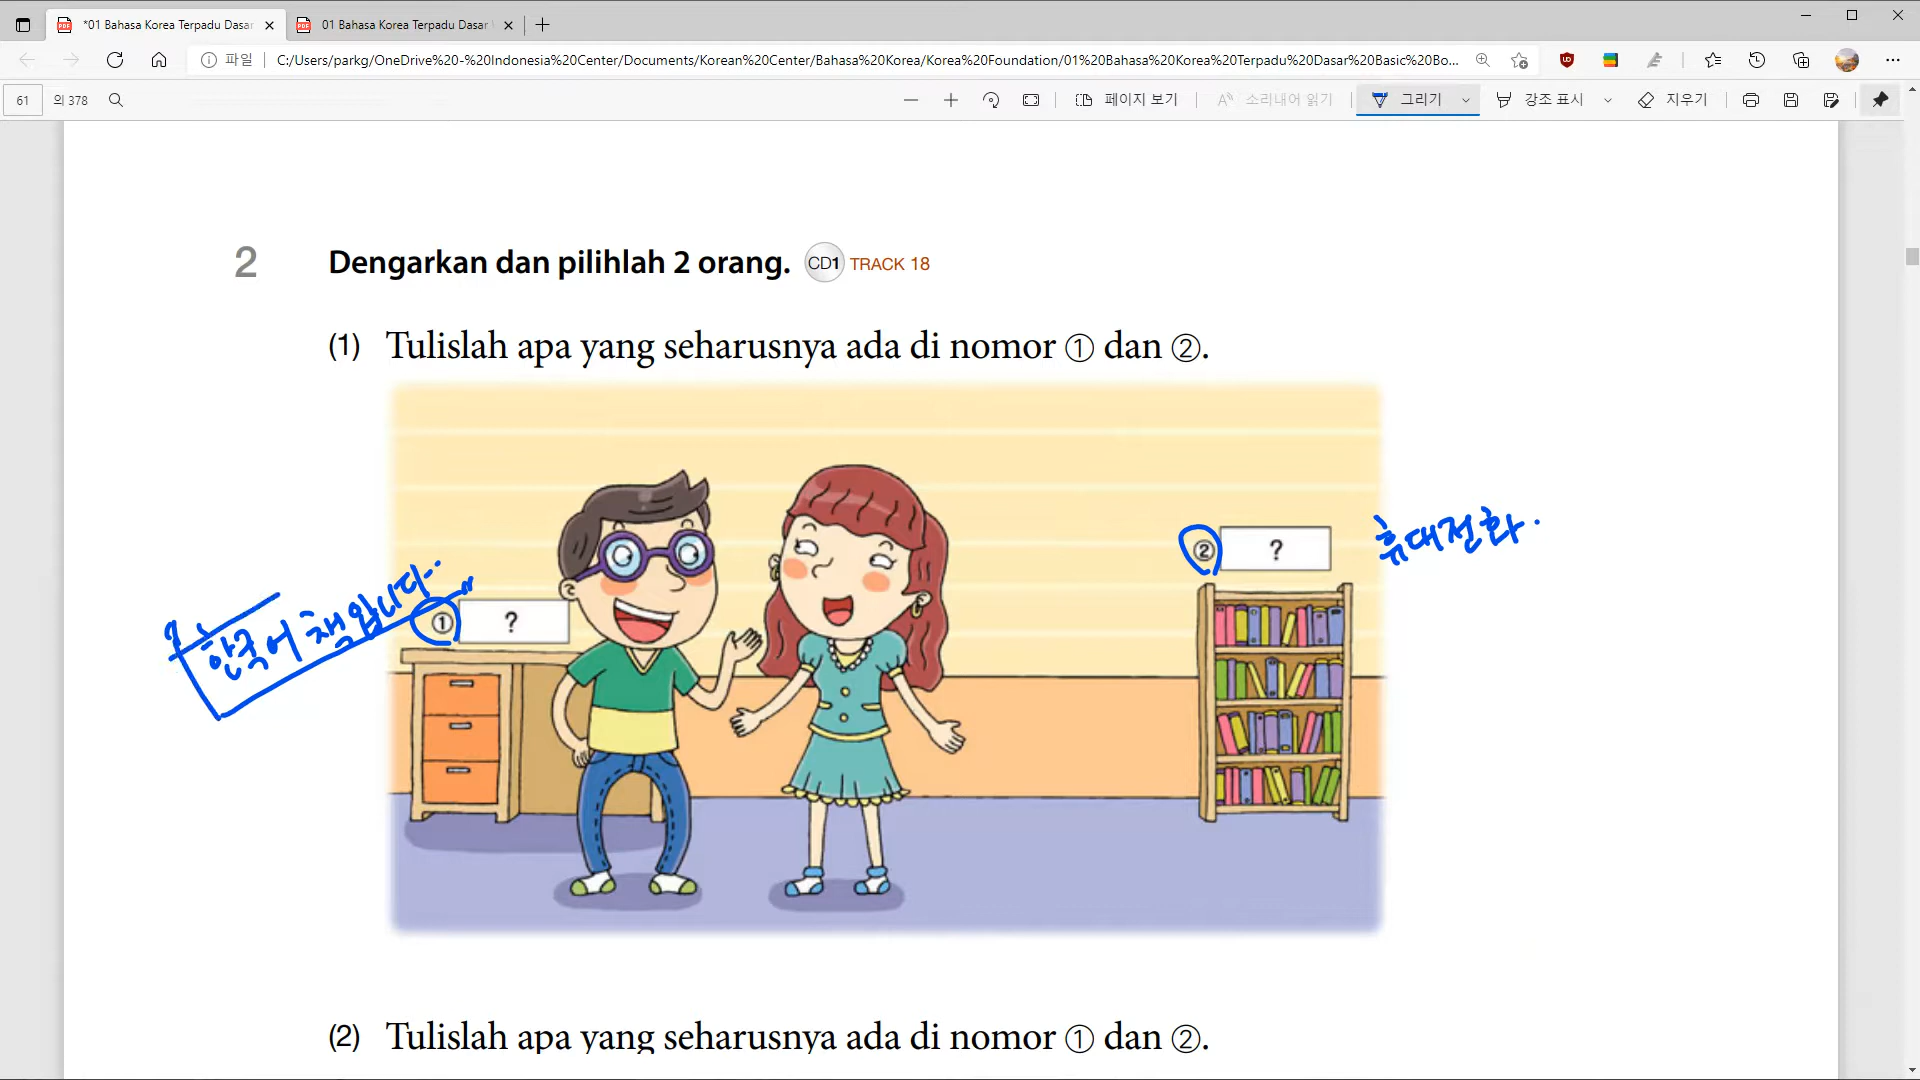 *01 Bahasa Korea Terpadu Dasar
01 Bahasa Korea Terpadu Dasar
파일
C:/Users/parkg/OneDrive%20-%20Indonesia%20Center/Documents/Korean%20Center/Bahasa%20Korea/Korea%20Foundation/01%20Bahasa%20Korea%20Terpadu%20Dasar%20Basic%20Bo...
61 의 378
페이지 보기
소리내어 읽기
그리기
강조 표시
지우기
2 Dengarkan dan pilihlah 2 orang. CD1 TRACK 18
(1) Tulislah apa yang seharusnya ada di nomor ① dan ②.
② ?
휴대전화.
① ?
한국어 책입니다..
(2) Tulislah apa yang seharusnya ada di nomor ① dan ②.